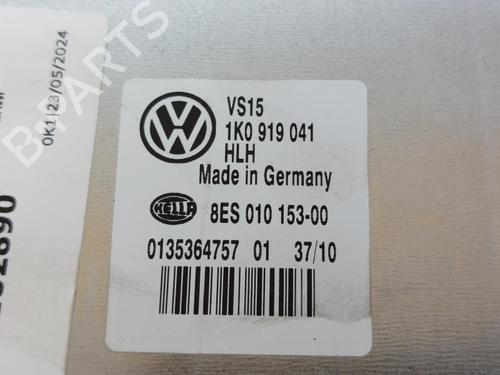 0K1|23/05/2024
VS15
1K0 919 041
HLH
Made in Germany
HELLA
8ES 010 153-00
0135364757 01 37/10